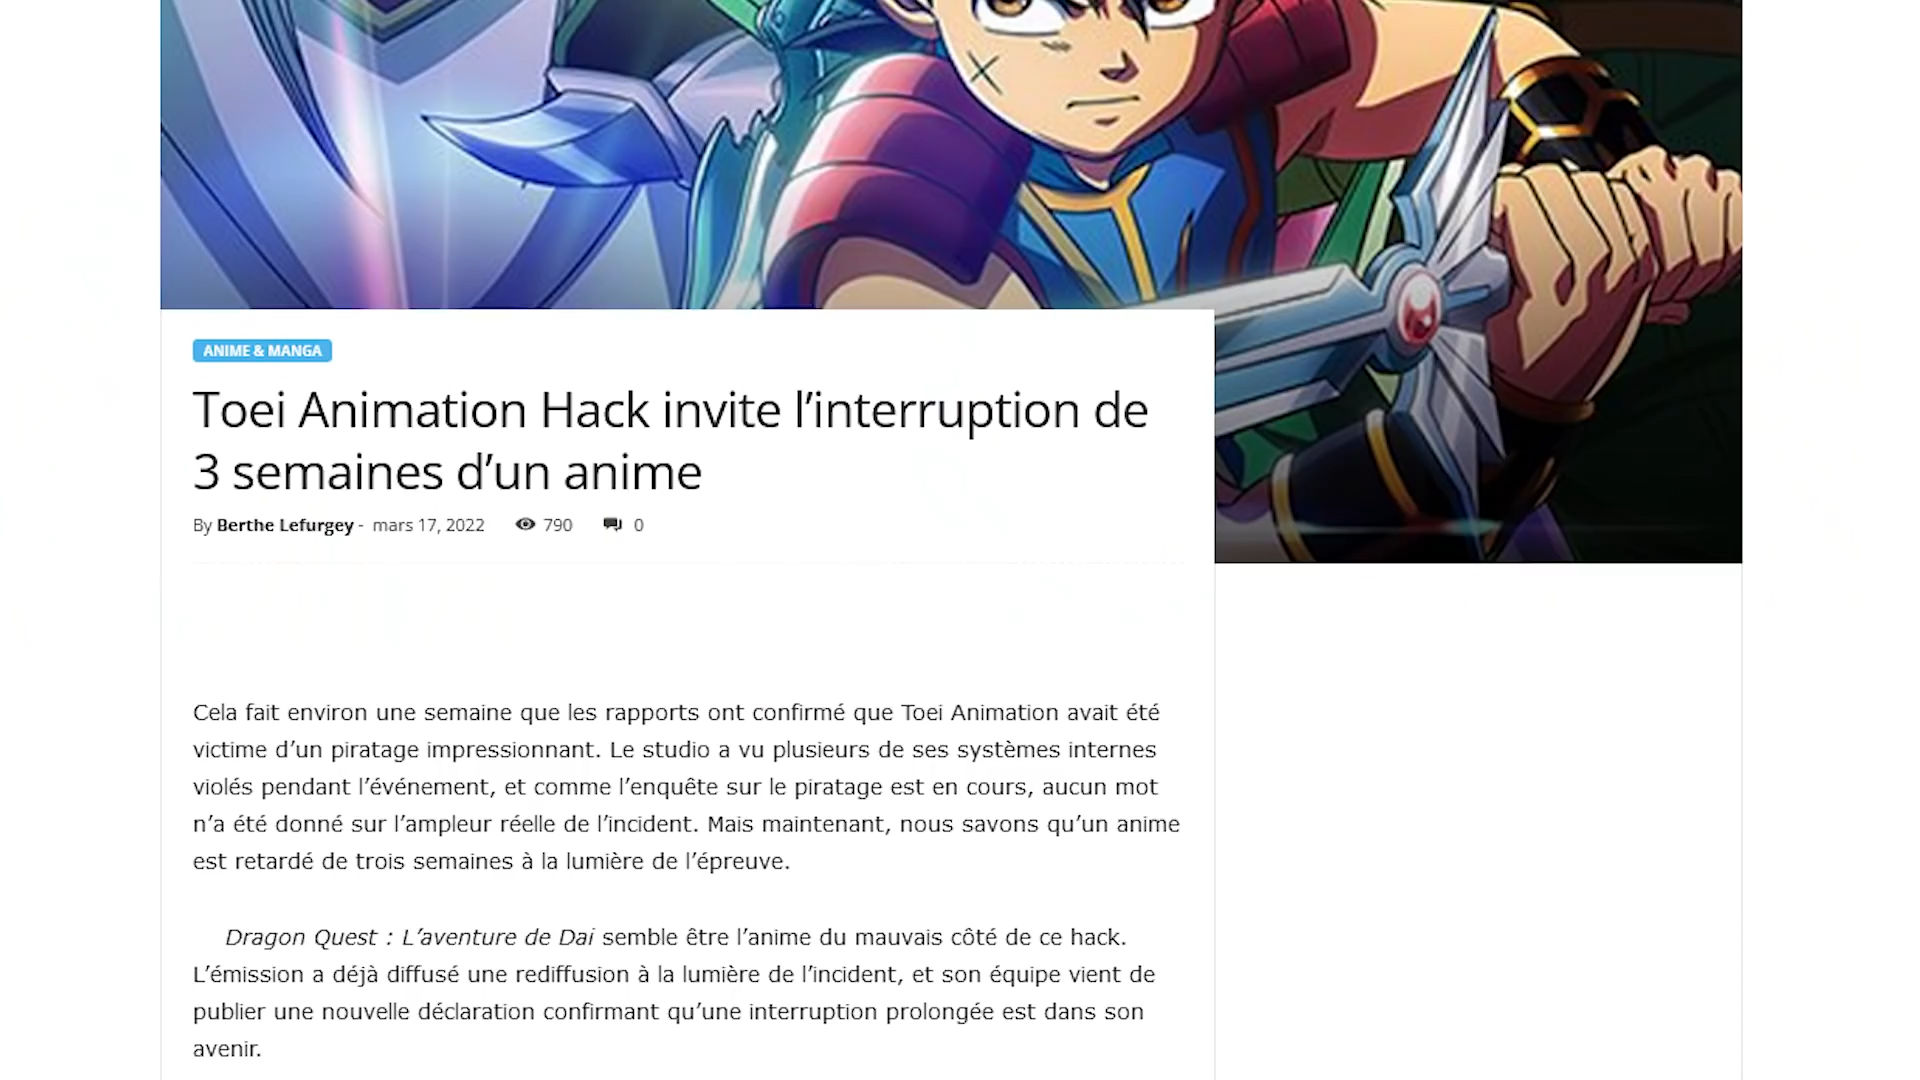 ANIME & MANGA
Toei Animation Hack invite l’interruption de
3 semaines d’un anime
By Berthe Lefurgey - mars 17, 2022 790 0
Cela fait environ une semaine que les rapports ont confirmé que Toei Animation avait été
victime d’un piratage impressionnant. Le studio a vu plusieurs de ses systèmes internes
violés pendant l’événement, et comme l’enquête sur le piratage est en cours, aucun mot
n’a été donné sur l’ampleur réelle de l’incident. Mais maintenant, nous savons qu’un anime
est retardé de trois semaines à la lumière de l’épreuve.
Dragon Quest : L’aventure de Dai semble être l’anime du mauvais côté de ce hack.
L’émission a déjà diffusé une rediffusion à la lumière de l’incident, et son équipe vient de
publier une nouvelle déclaration confirmant qu’une interruption prolongée est dans son
avenir.